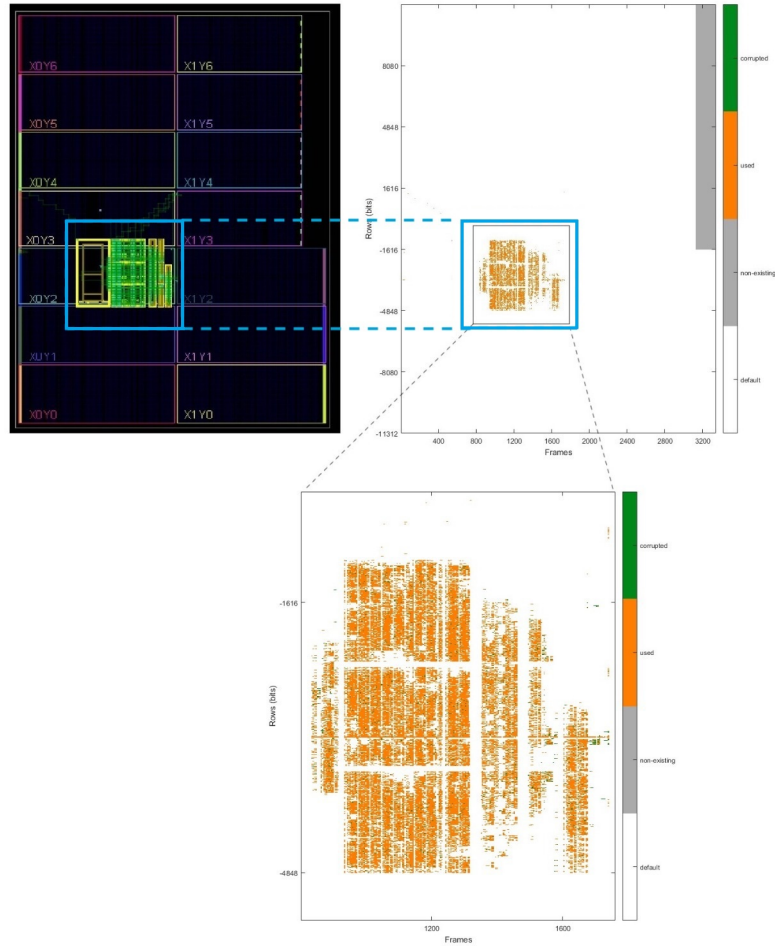 X0Y6 X1Y6
X0Y5 X1Y5
X0Y4 X1Y4
X0Y3 X1Y3
X0Y2 X1Y2
X0Y1 X1Y1
X0Y0 X1Y0
Rows (bits)
8080
4848
1616
-1616
-4848
-8080
-11312
400 800 1200 1600 2000 2400 2800 3200
Frames
corrupted
used
non-existing
default
Rows (bits)
-1616
-4848
1200 1600
Frames
corrupted
used
non-existing
default